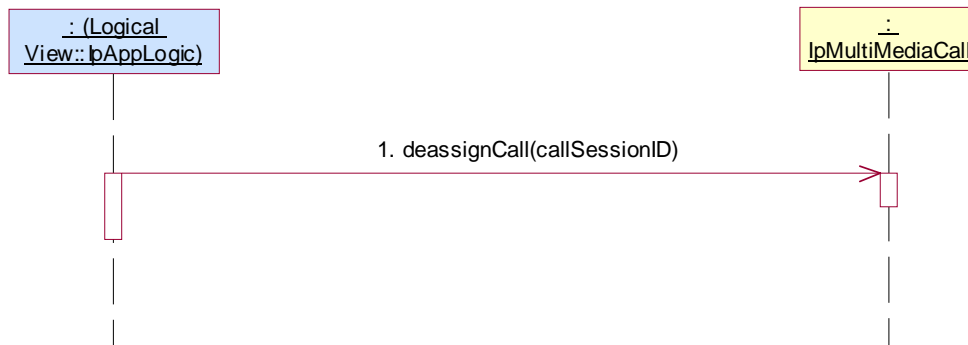 : (Logical
View::IpAppLogic)
:
IpMultiMediaCall
1. deassignCall(callSessionID)